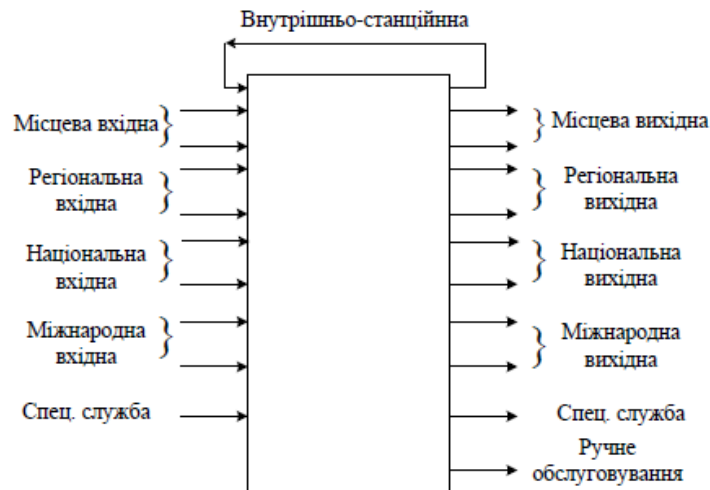 Внутрішньо-станційнна
Місцева вхідна
Регіональна
вхідна
Національна
вхідна
Міжнародна
вхідна
Спец. служба
Місцева вихідна
Регіональна
вихідна
Національна
вихідна
Міжнародна
вихідна
Спец. служба
Ручне
обслуговування